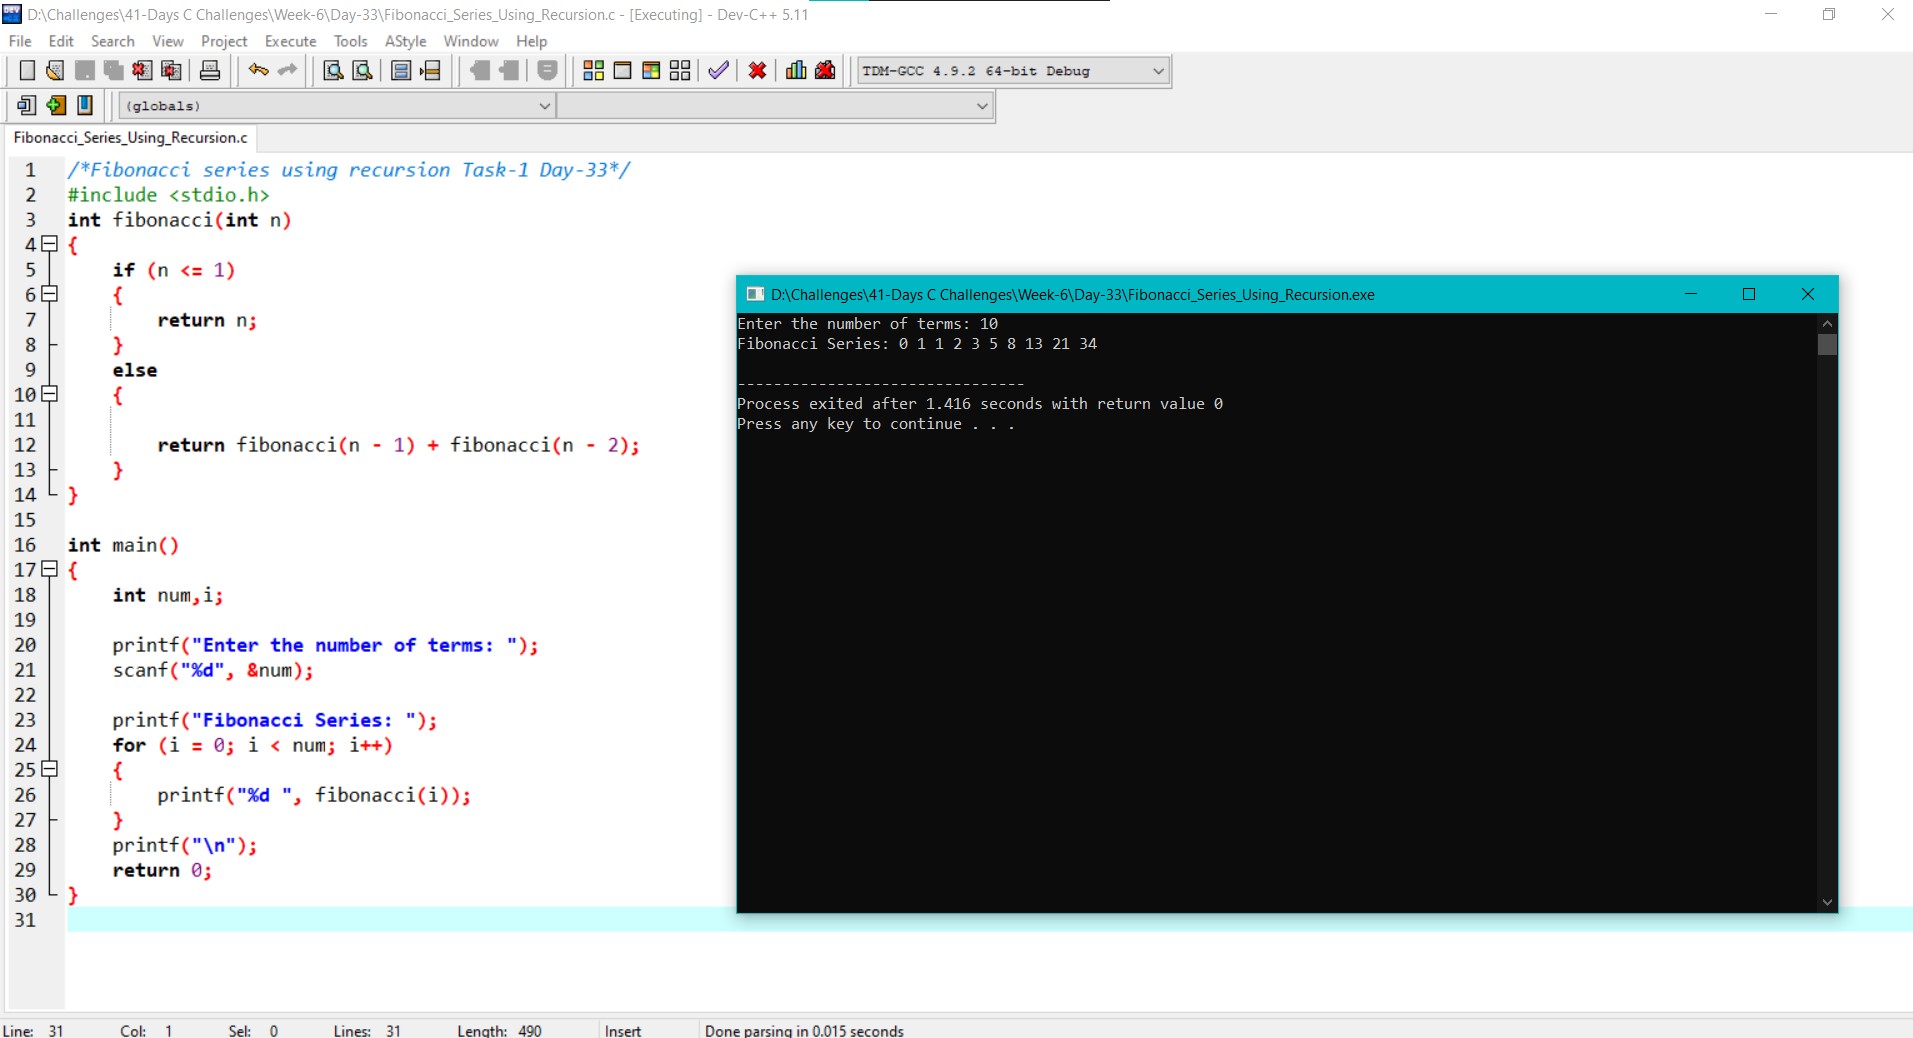 D:\Challenges\41-Days C Challenges\Week-6\Day-33\Fibonacci_Series_Using_Recursion.c - [Executing] - Dev-C++ 5.11
File Edit Search View Project Execute Tools AStyle Window Help
TDM-GCC 4.9.2 64-bit Debug
(globals)
Fibonacci_Series_Using_Recursion.c
1 /*Fibonacci series using recursion Task-1 Day-33*/
2 #include <stdio.h>
3 int fibonacci(int n)
4 {
5 if (n <= 1)
6 {
7 return n;
8 }
9 else
10 {
11
12 return fibonacci(n - 1) + fibonacci(n - 2);
13 }
14 }
15
16 int main()
17 {
18 int num,i;
19
20 printf("Enter the number of terms: ");
21 scanf("%d", &num);
22
23 printf("Fibonacci Series: ");
24 for (i = 0; i < num; i++)
25 {
26 printf("%d ", fibonacci(i));
27 }
28 printf("\n");
29 return 0;
30 }
31
D:\Challenges\41-Days C Challenges\Week-6\Day-33\Fibonacci_Series_Using_Recursion.exe
Enter the number of terms: 10
Fibonacci Series: 0 1 1 2 3 5 8 13 21 34
--------------------------------
Process exited after 1.416 seconds with return value 0
Press any key to continue . . .
Line: 31 Col: 1 Sel: 0 Lines: 31 Length: 490 Insert Done parsing in 0.015 seconds